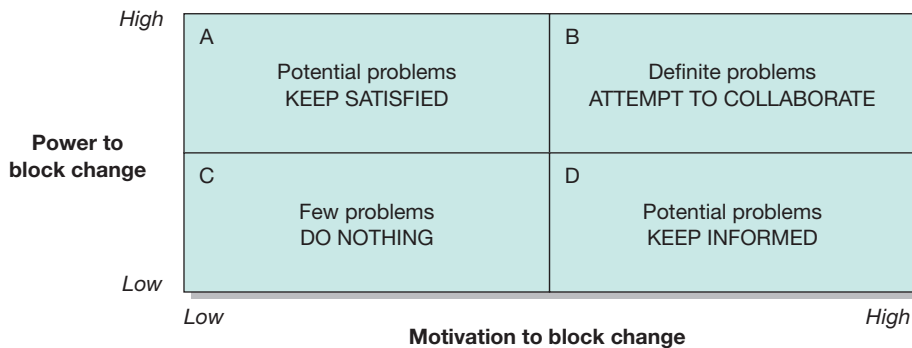 High
A
Potential problems
KEEP SATISFIED
B
Definite problems
ATTEMPT TO COLLABORATE
Power to
block change
C
Few problems
DO NOTHING
D
Potential problems
KEEP INFORMED
Low
Low
High
Motivation to block change